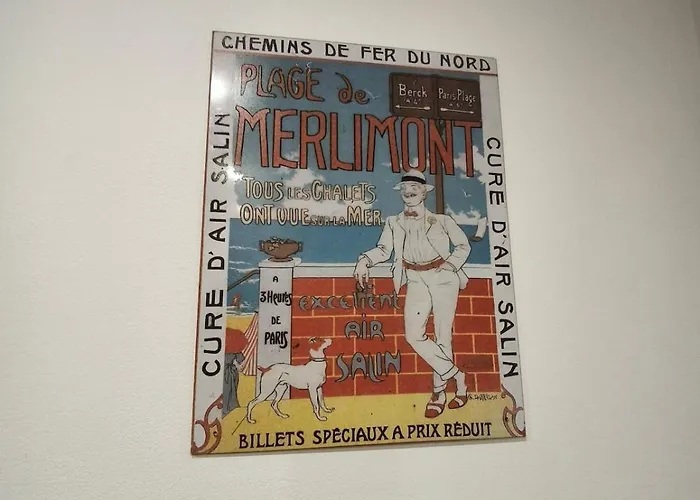 CHEMINS DE FER DU NORD
PLAGE de
MERLIMONT
Berck
Paris Plage
TOUS LES CHALETS
ONT VUE SUR LA MER
CURE D'AIR SALIN
CURE D'AIR SALIN
A
3 Heures
DE
PARIS
EXCELLENT
AIR
SALIN
BILLETS SPÉCIAUX A PRIX RÉDUIT